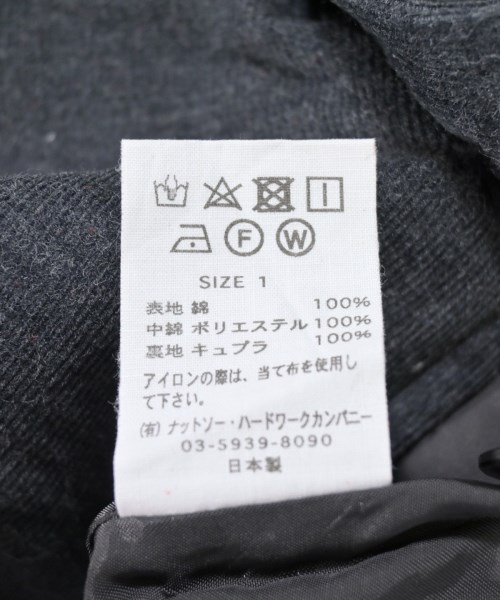 F W
SIZE 1
表地 綿 100%
中綿 ポリエステル 100%
裏地 キュプラ 100%
アイロンの際は、当て布を使用し
て下さい。
(有) ナットソー・ハードワークカンパニー
03-5939-8090
日本製